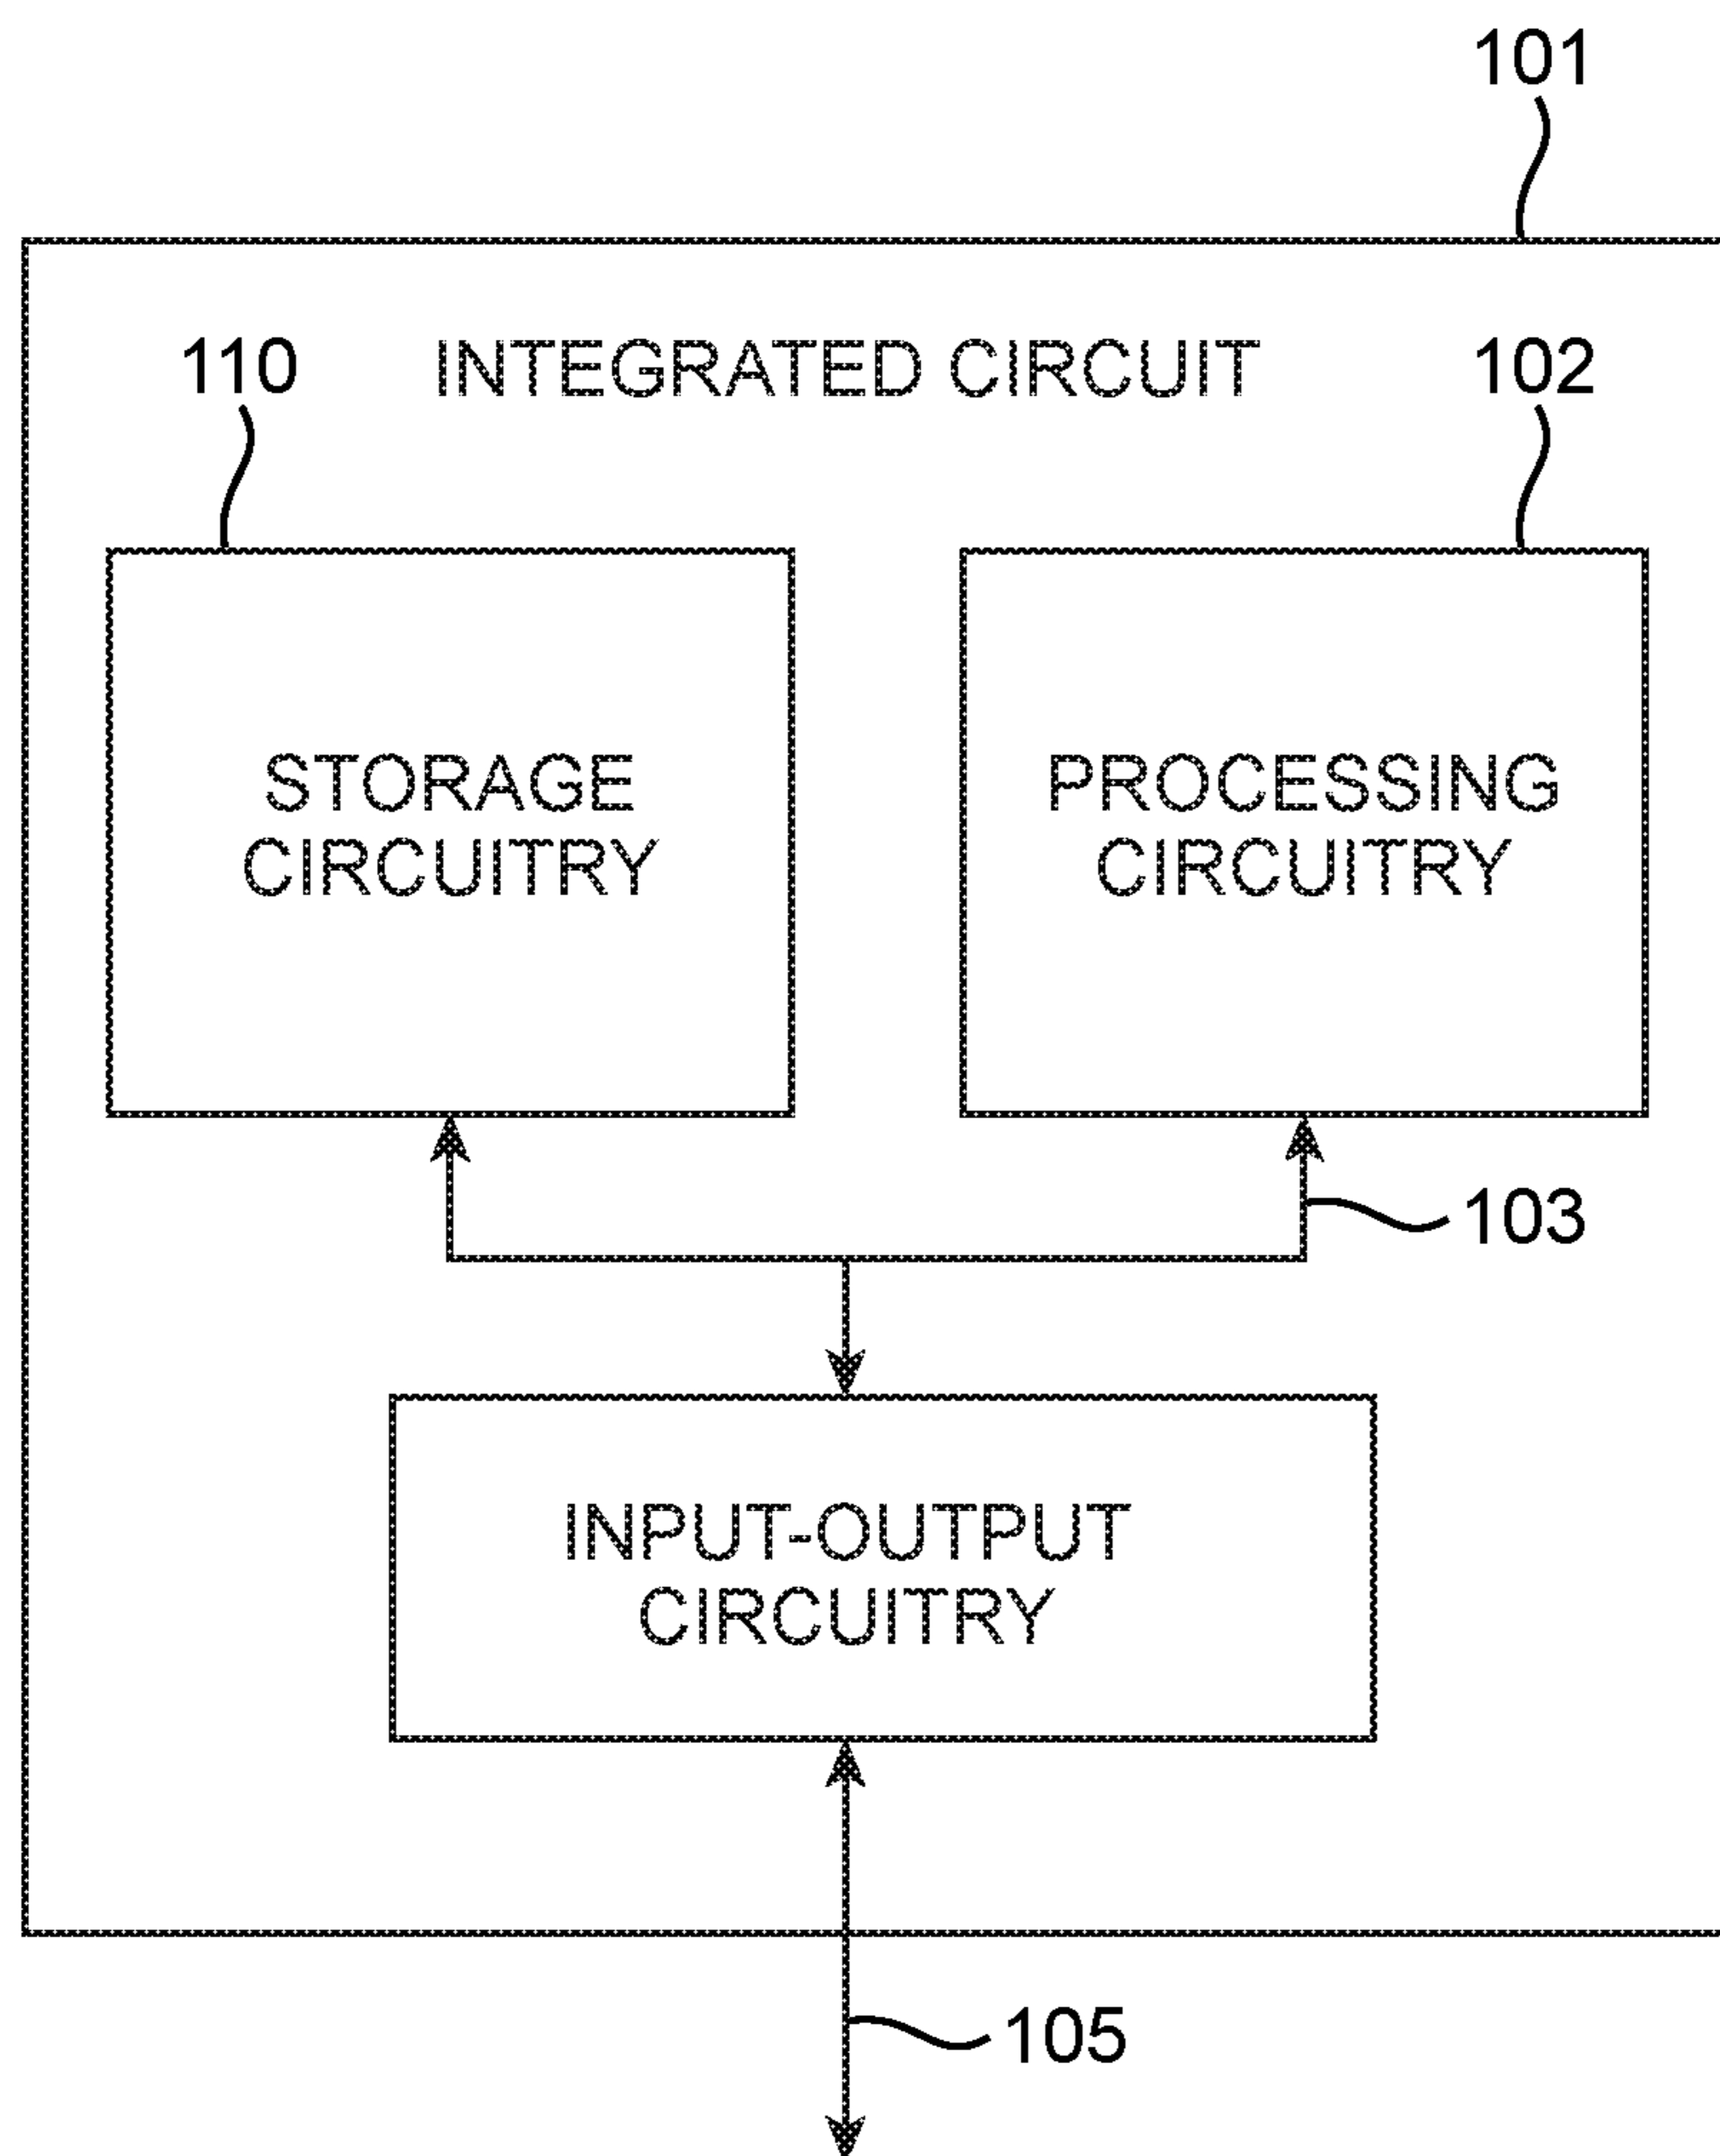 101
110
INTEGRATED CIRCUIT
102
STORAGE
CIRCUITRY
PROCESSING
CIRCUITRY
103
INPUT-OUTPUT
CIRCUITRY
105